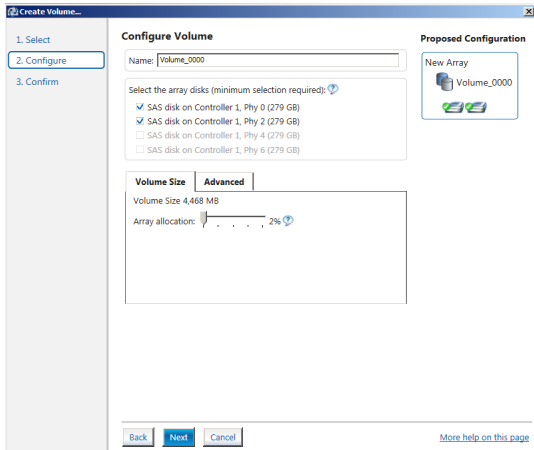 Create Volume...
1. Select
2. Configure
3. Confirm
Configure Volume
Name: Volume_0000
Select the array disks (minimum selection required):
SAS disk on Controller 1, Phy 0 (279 GB)
SAS disk on Controller 1, Phy 2 (279 GB)
SAS disk on Controller 1, Phy 4 (279 GB)
SAS disk on Controller 1, Phy 6 (279 GB)
Volume Size Advanced
Volume Size 4,468 MB
Array allocation: 2%
Proposed Configuration
New Array
Volume_0000
Back Next Cancel
More help on this page